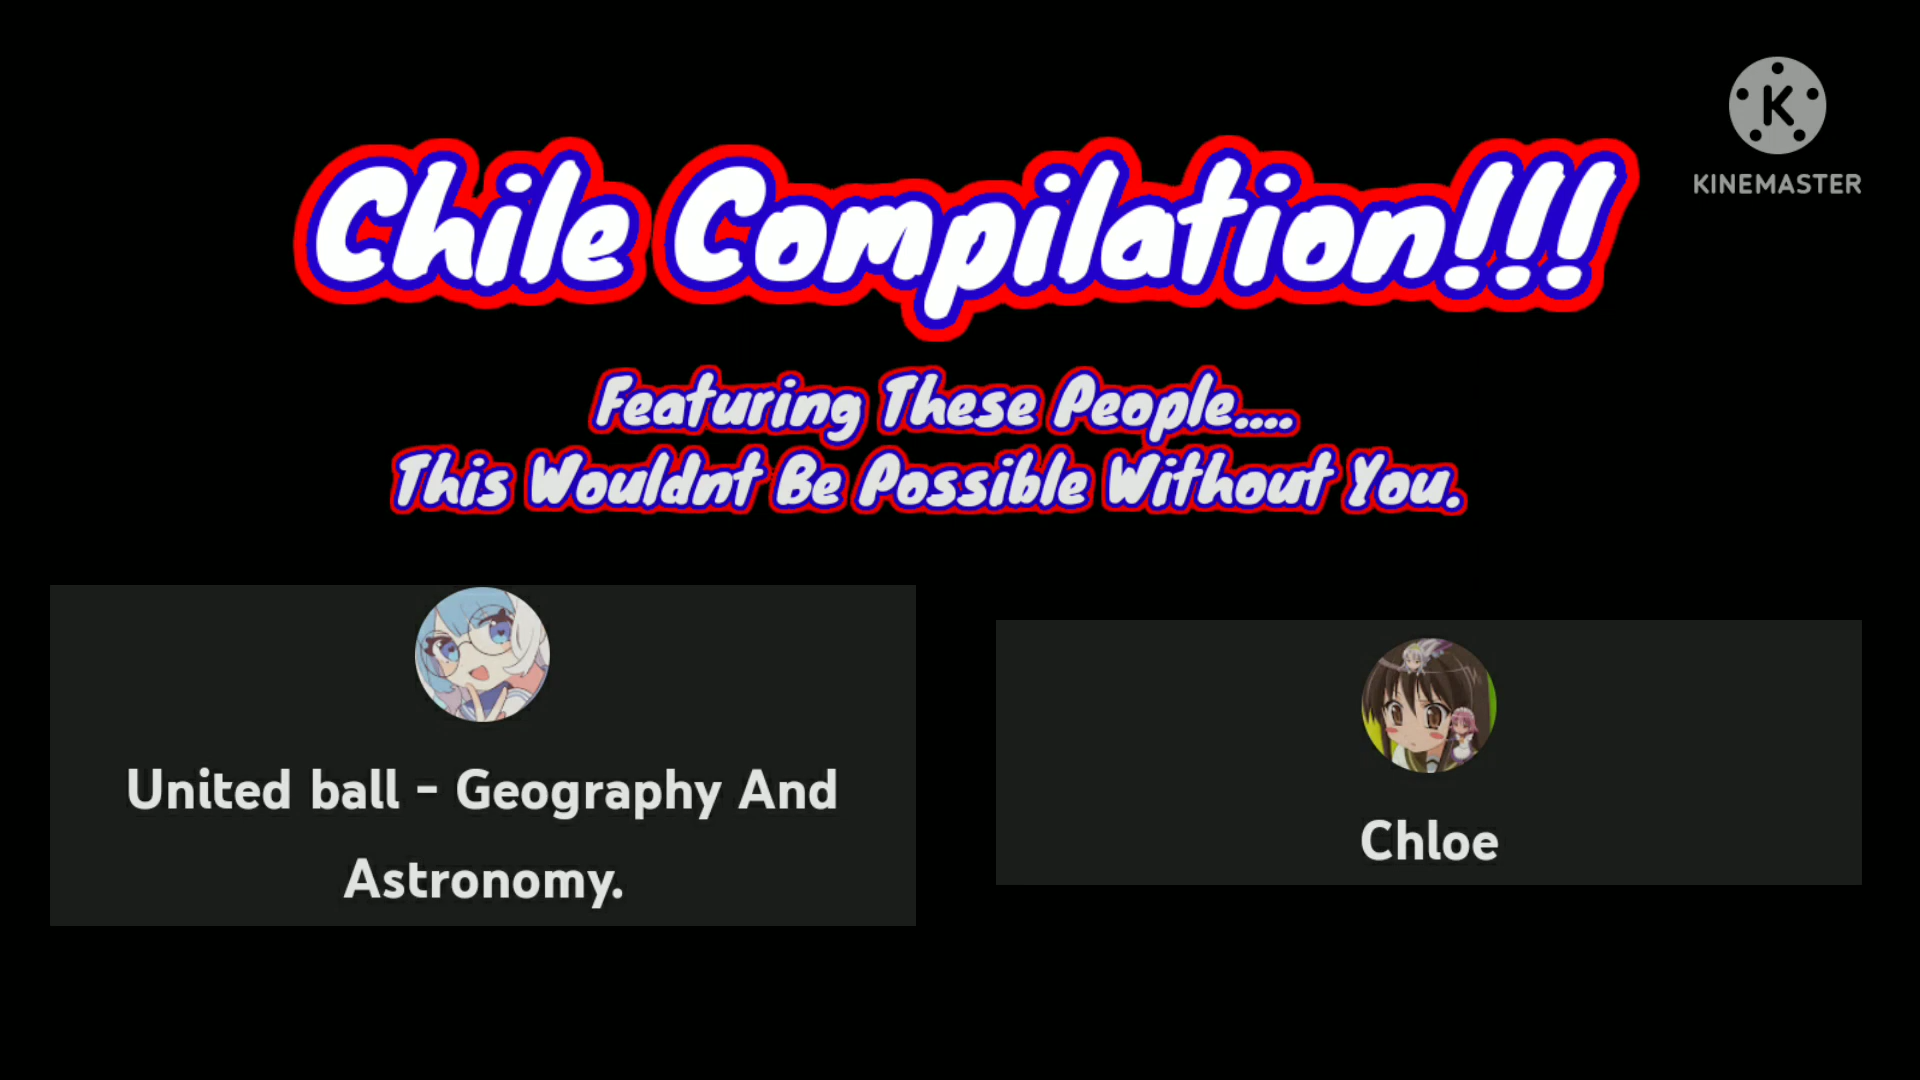 K
KINEMASTER
Chile Compilation!!!
Featuring These People....
This Wouldnt Be Possible Without You.
United ball - Geography And
Astronomy.
Chloe